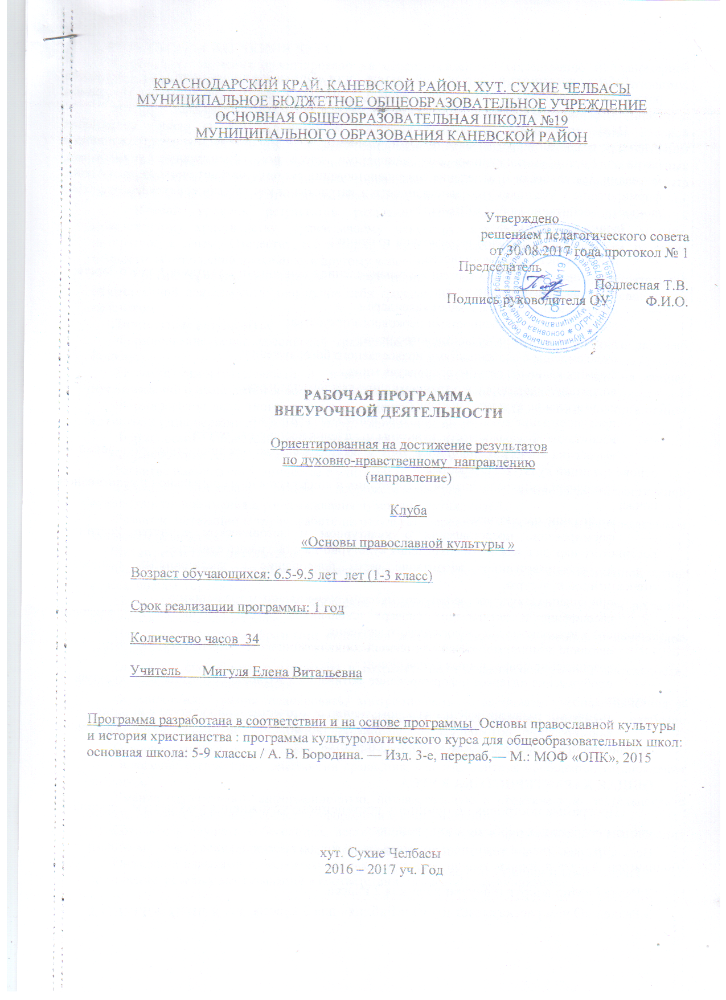 КРАСНОДАРСКИЙ КРАЙ, КАНЕВСКОЙ РАЙОН, ХУТ. СУХИЕ ЧЕЛБАСЫ
МУНИЦИПАЛЬНОЕ БЮДЖЕТНОЕ ОБЩЕОБРАЗОВАТЕЛЬНОЕ УЧРЕЖДЕНИЕ
ОСНОВНАЯ ОБЩЕОБРАЗОВАТЕЛЬНАЯ ШКОЛА №19
МУНИЦИПАЛЬНОГО ОБРАЗОВАНИЯ КАНЕВСКОЙ РАЙОН
Утверждено
решением педагогического совета
от 30.08.2017 года протокол № 1
Председатель
Подлесная Т.В.
Подпись руководителя ОУ Ф.И.О.
РАБОЧАЯ ПРОГРАММА
ВНЕУРОЧНОЙ ДЕЯТЕЛЬНОСТИ
Ориентированная на достижение результатов
по духовно-нравственному направлению
(направление)
Клуба
«Основы православной культуры »
Возраст обучающихся: 6.5-9.5 лет лет (1-3 класс)
Срок реализации программы: 1 год
Количество часов 34
Учитель Мигуля Елена Витальевна
Программа разработана в соответствии и на основе программы Основы православной культуры
и история христианства : программа культурологического курса для общеобразовательных школ:
основная школа: 5-9 классы / А. В. Бородина. — Изд. 3-е, перераб,— М.: МОФ «ОПК», 2015
хут. Сухие Челбасы
2016 – 2017 уч. Год